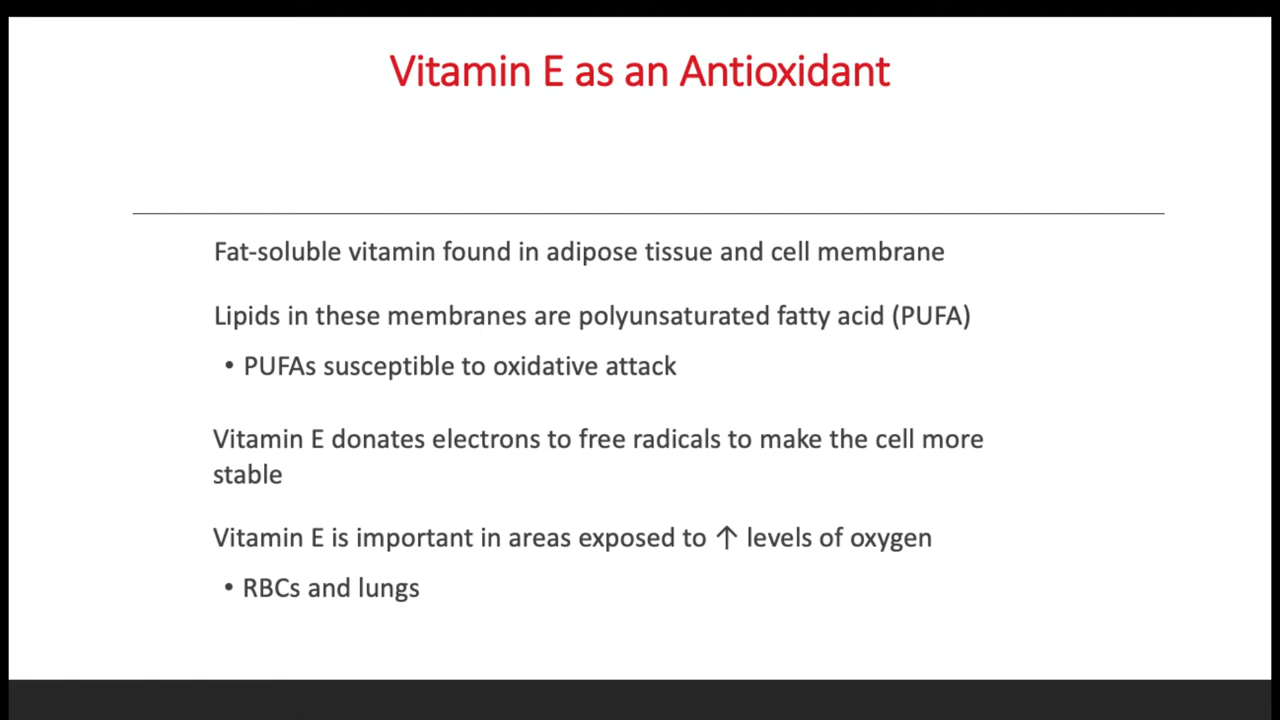 Vitamin E as an Antioxidant
Fat-soluble vitamin found in adipose tissue and cell membrane
Lipids in these membranes are polyunsaturated fatty acid (PUFA)
• PUFAs susceptible to oxidative attack
Vitamin E donates electrons to free radicals to make the cell more
stable
Vitamin E is important in areas exposed to ↑ levels of oxygen
• RBCs and lungs